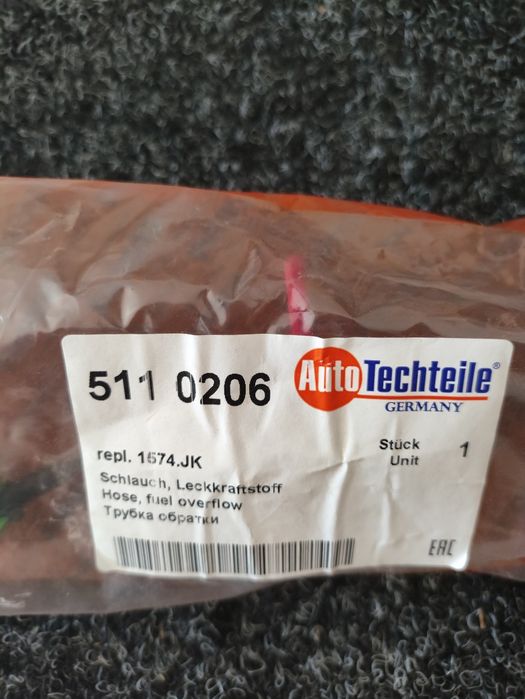 511 0206
AutoTechteile®
GERMANY
repl. 1574.JK
Stück
Unit
1
Schlauch, Leckkraftstoff
Hose, fuel overflow
Трубка обратки
EAC